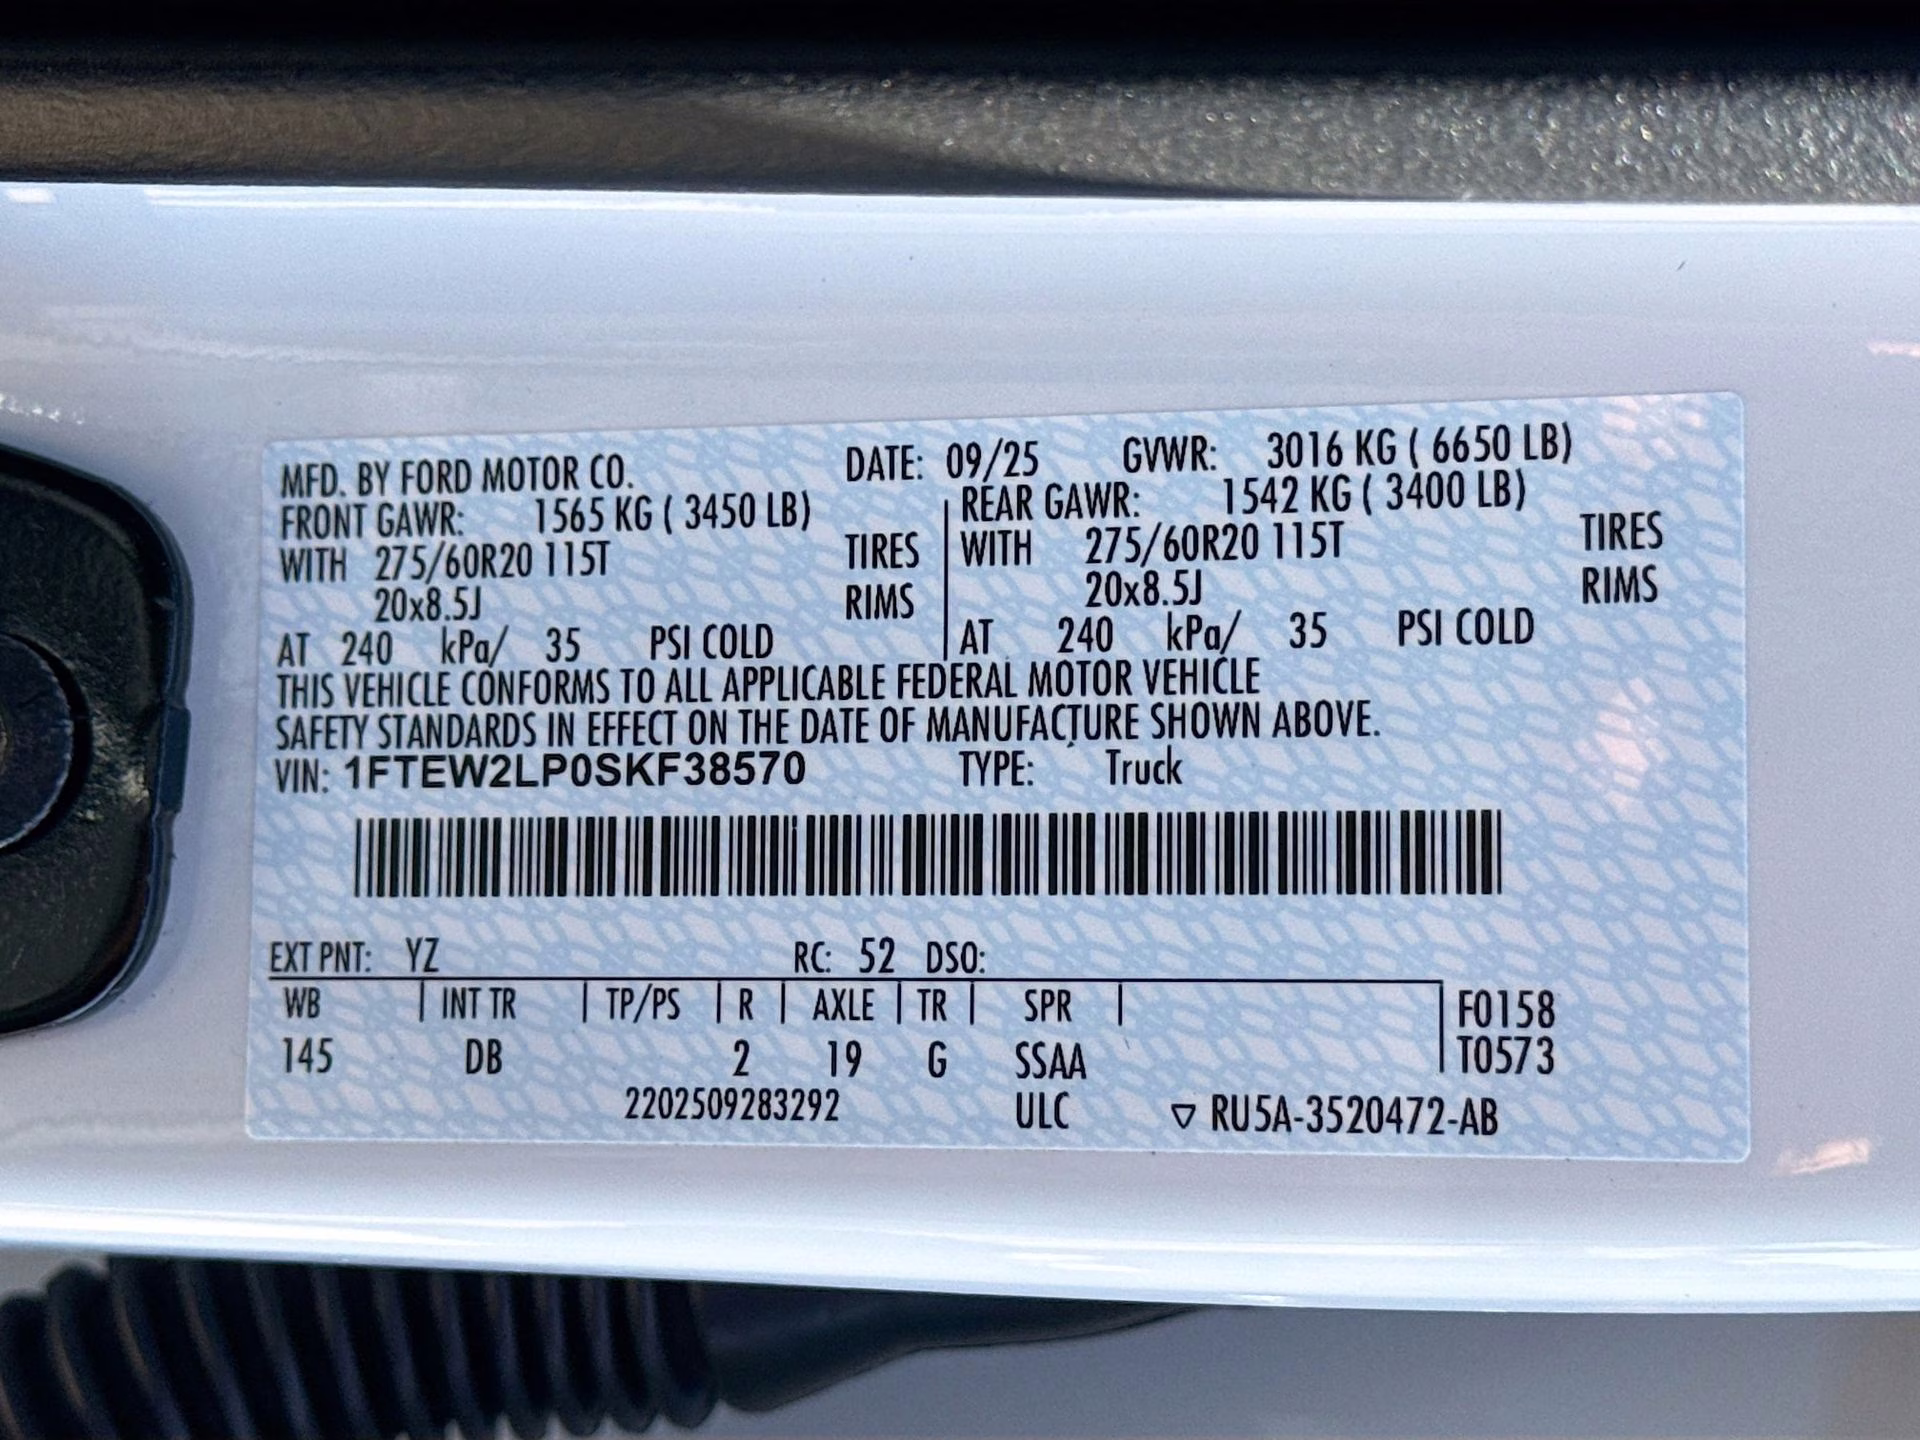 MFD. BY FORD MOTOR CO. DATE: 09/25 GVWR: 3016 KG ( 6650 LB)
FRONT GAWR: 1565 KG ( 3450 LB) REAR GAWR: 1542 KG ( 3400 LB)
WITH 275/60R20 115T TIRES WITH 275/60R20 115T TIRES
20x8.5J RIMS 20x8.5J RIMS
AT 240 kPa/ 35 PSI COLD AT 240 kPa/ 35 PSI COLD
THIS VEHICLE CONFORMS TO ALL APPLICABLE FEDERAL MOTOR VEHICLE
SAFETY STANDARDS IN EFFECT ON THE DATE OF MANUFACTURE SHOWN ABOVE.
VIN: 1FTEW2LP0SKF38570 TYPE: Truck
EXT PNT: YZ RC: 52 DSO:
WB | INT TR | TP/PS | R | AXLE | TR | SPR | F0158
145 DB 2 19 G SSAA T0573
2202509283292 ULC ▽ RU5A-3520472-AB